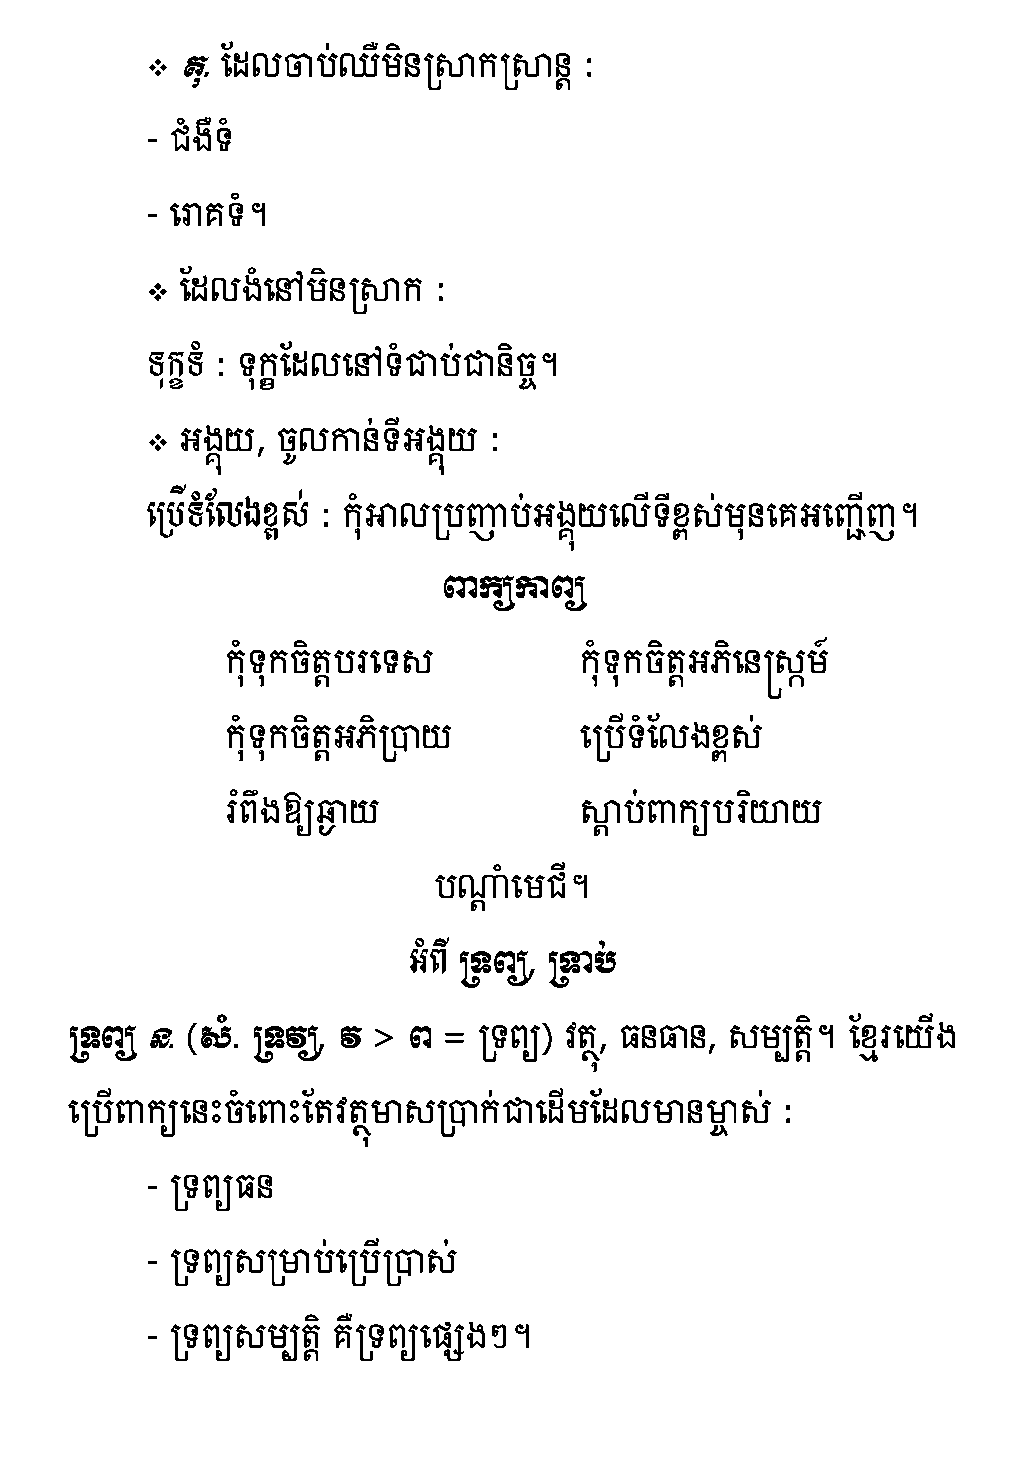 ❖ គុ. ដែលចាប់ឈឺមិនស្រាកស្រាន្ត :
- ជំងឺទំ
- រោគទំ។
❖ ដែលងំនៅមិនស្រាក :
ទុក្ខទំ : ទុក្ខដែលនៅទំជាប់ជានិច្ច។
❖ អង្គុយ, ចូលកាន់ទីអង្គុយ :
ប្រើទំលែងខ្ពស់ : កុំអាលប្រញាប់អង្គុយលើទីខ្ពស់មុនគេអញ្ជើញ។
ពាក្យកាព្យ
កុំទុកចិត្តបរទេស កុំទុកចិត្តអភិនេស្រ្កម៍
កុំទុកចិត្តអភិប្រាយ ប្រើទំលែងខ្ពស់
រំពឹងឱ្យឆ្ងាយ ស្តាប់ពាក្យបរិយាយ
បណ្តាំមេជី។
អំពី ទ្រព្យ, ទ្រាប់
ទ្រព្យ ន. (សំ. ទ្រវ្យ, វ > ព = ទ្រព្យ) វត្ថុ, ធនធាន, សម្បត្តិ។ ខ្មែរយើង
ប្រើពាក្យនេះចំពោះតែវត្ថុមាសប្រាក់ជាដើមដែលមានម្ចាស់ :
- ទ្រព្យធន
- ទ្រព្យសម្រាប់ប្រើប្រាស់
- ទ្រព្យសម្បត្តិ គឺទ្រព្យផ្សេងៗ។